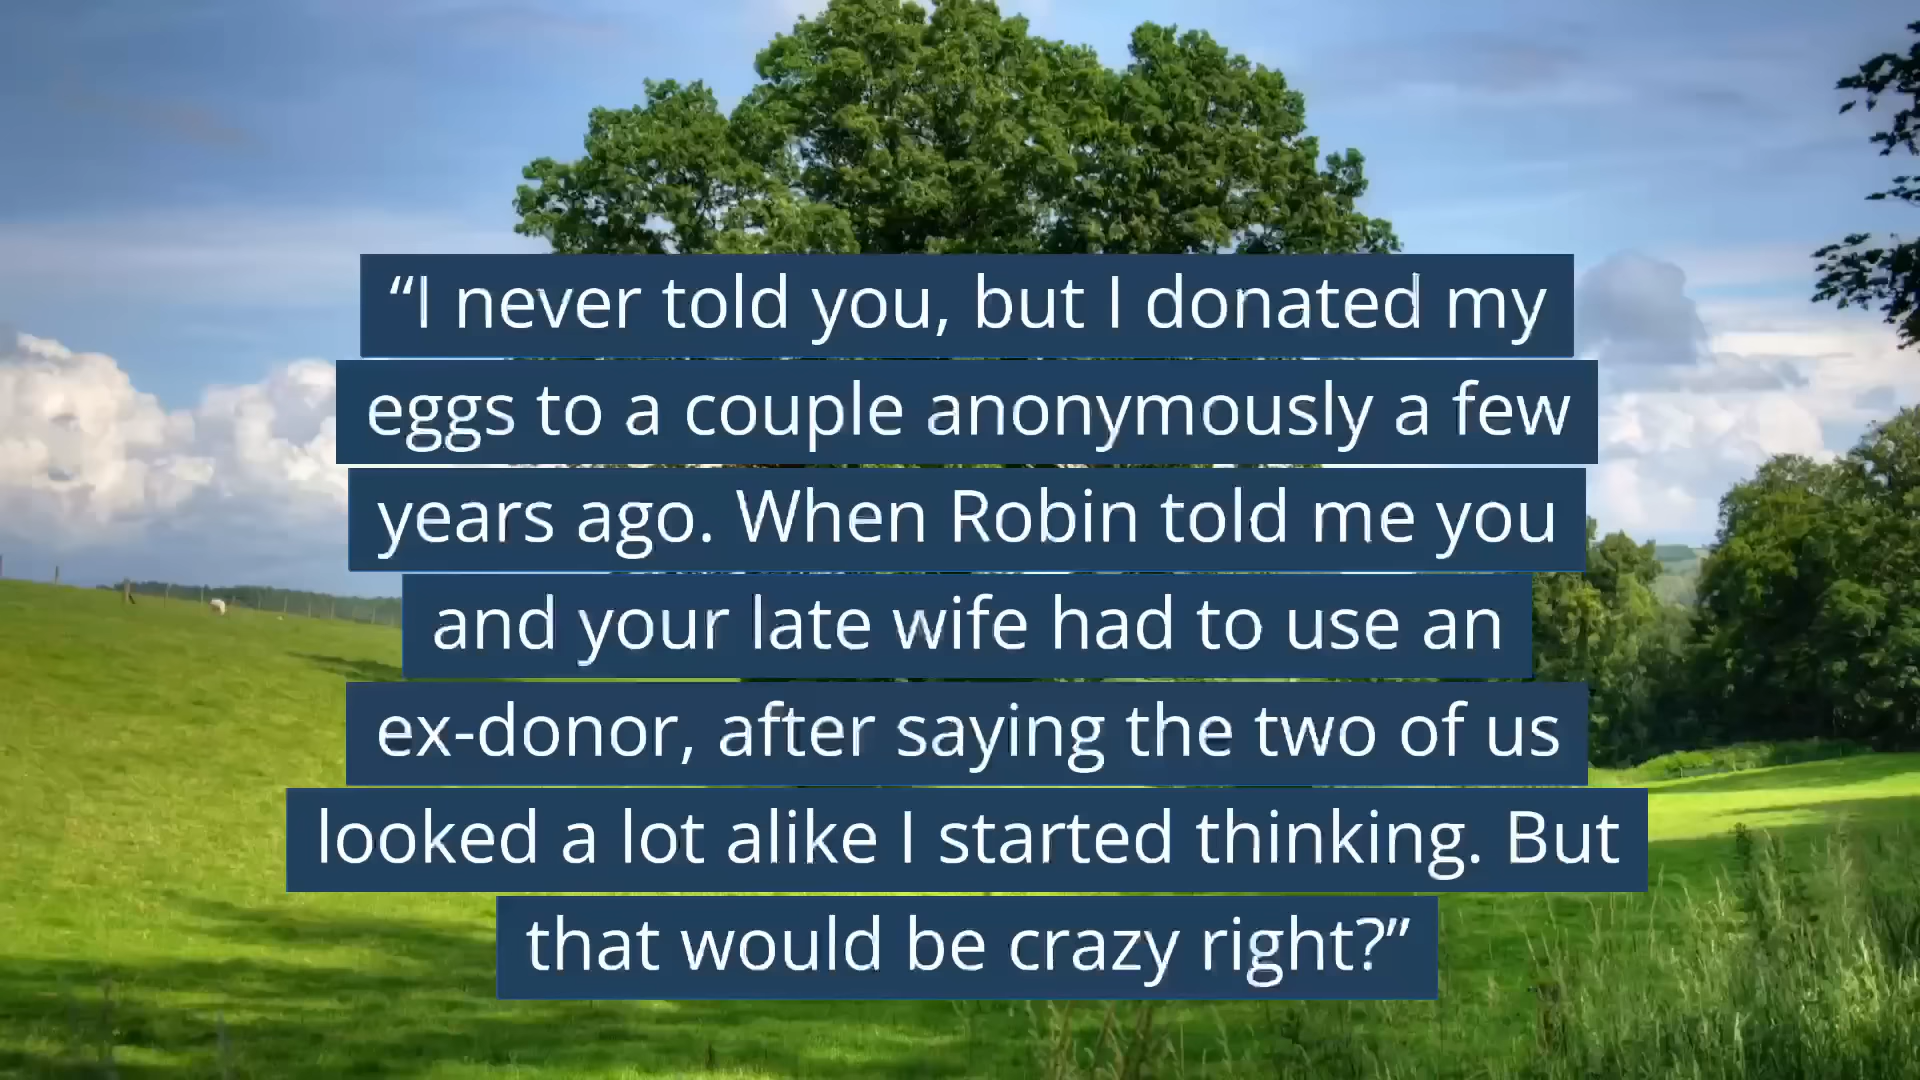 “I never told you, but I donated my
eggs to a couple anonymously a few
years ago. When Robin told me you
and your late wife had to use an
ex-donor, after saying the two of us
looked a lot alike I started thinking. But
that would be crazy right?”